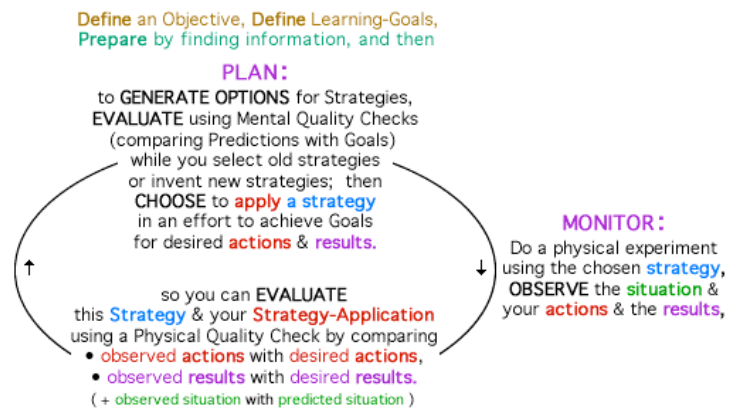 Define an Objective, Define Learning-Goals,
Prepare by finding information, and then
PLAN:
to GENERATE OPTIONS for Strategies,
EVALUATE using Mental Quality Checks
(comparing Predictions with Goals)
while you select old strategies
or invent new strategies; then
CHOOSE to apply a strategy
in an effort to achieve Goals
for desired actions & results.
MONITOR:
Do a physical experiment
using the chosen strategy,
OBSERVE the situation &
your actions & the results,
so you can EVALUATE
this Strategy & your Strategy-Application
using a Physical Quality Check by comparing
• observed actions with desired actions,
• observed results with desired results.
( + observed situation with predicted situation )